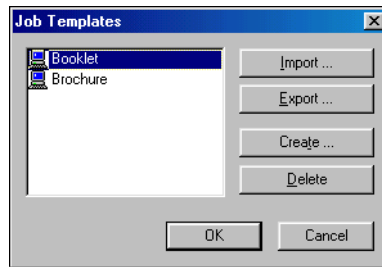 Job Templates
Booklet
Brochure
Import ...
Export ...
Create ...
Delete
OK
Cancel